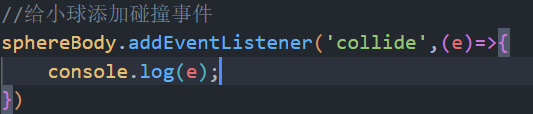 //给小球添加碰撞事件
sphereBody.addEventListener('collide',(e)=>{
    console.log(e);
})